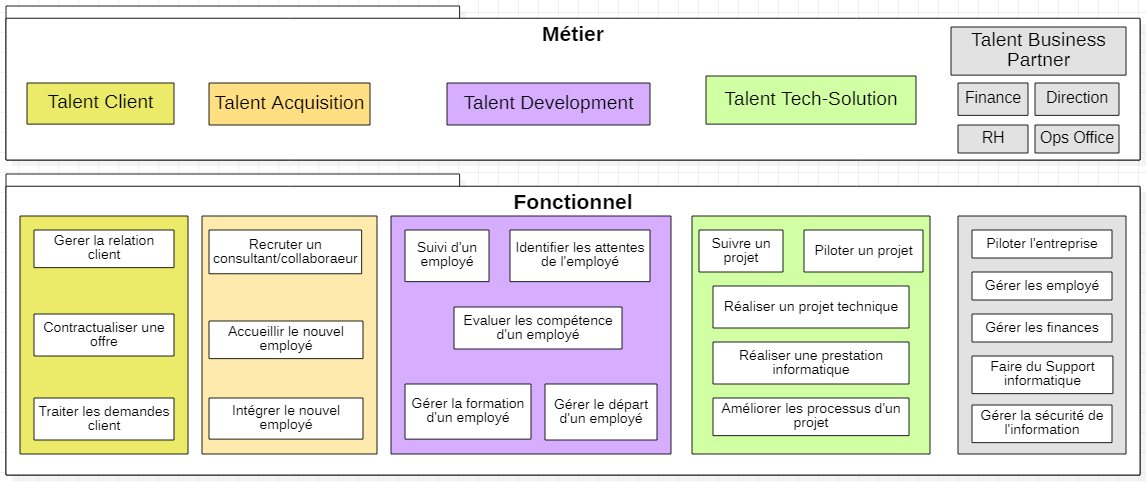 Métier
Talent Client
Talent Acquisition
Talent Development
Talent Tech-Solution
Talent Business
Partner
Finance
Direction
RH
Ops Office
Fonctionnel
Gerer la relation
client
Contractualiser une
offre
Traiter les demandes
client
Recruter un
consultant/collaboraeur
Accueillir le nouvel
employé
Intégrer le nouvel
employé
Suivi d'un
employé
Identifier les attentes
de l'employé
Evaluer les compétence
d'un employé
Gérer la formation
d'un employé
Gérer le départ
d'un employé
Suivre un
projet
Piloter un projet
Réaliser un projet technique
Réaliser une prestation
informatique
Améliorer les processus d'un
projet
Piloter l'entreprise
Gérer les employé
Gérer les finances
Faire du Support
informatique
Gérer la sécurité de
l'information